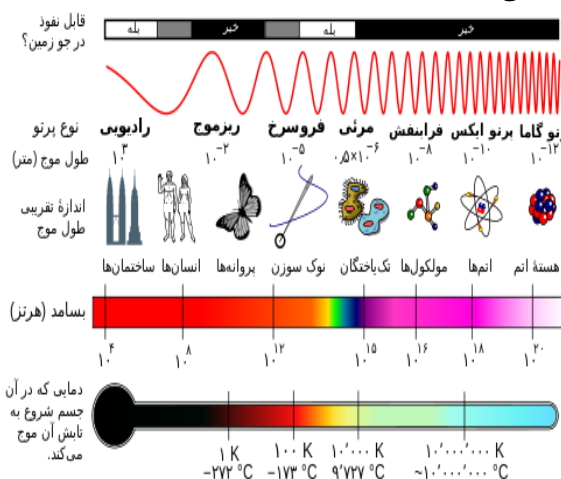 قابل نفوذ
در جو زمین؟
بله
خیر
بله
خیر
نوع پرتو
رادیویی
ریزموج
فروسرخ
مرئی
فرابنفش
پرتو ایکس
نو گاما
طول موج (متر)
۱۰^۳
۱۰^−۲
۱۰^−۵
۰٫۵×۱۰^−۶
۱۰^−۸
۱۰^−۱۰
۱۰^−۱۲
اندازهٔ تقریبی
طول موج
ساختمان‌ها
انسان‌ها
پروانه‌ها
نوک سوزن
تک‌یاختگان
مولکول‌ها
اتم‌ها
هستهٔ اتم
بسامد (هرتز)
۱۰^۴
۱۰^۸
۱۰^۱۲
۱۰^۱۵
۱۰^۱۶
۱۰^۱۸
۱۰^۲۰
دمایی که در آن
جسم شروع به
تابش آن موج
می‌کند.
۱ K
−۲۷۲ °C
۱۰۰ K
−۱۷۳ °C
۱۰٬۰۰۰ K
۹٬۷۲۷ °C
۱۰٬۰۰۰٬۰۰۰ K
~۱۰٬۰۰۰٬۰۰۰ °C